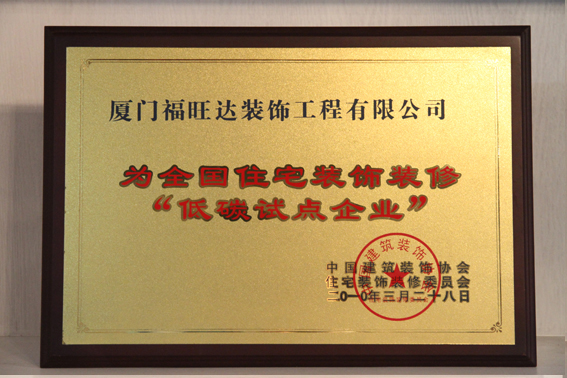 厦门福旺达装饰工程有限公司
为全国住宅装饰装修
“低碳试点企业”
中国建筑装饰协会
住宅装饰装修委员会
二〇一〇年三月二十八日